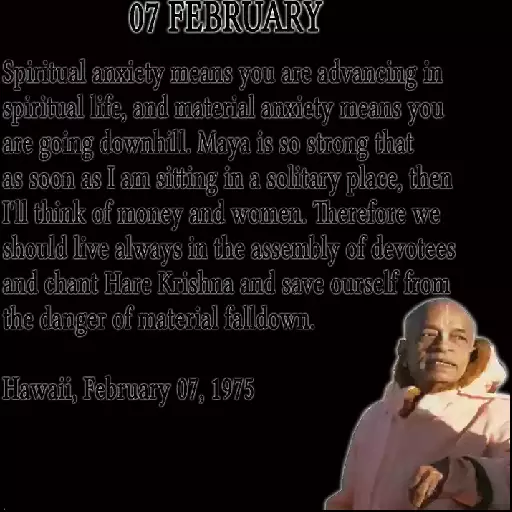 07 FEBRUARY
Spiritual anxiety means you are advancing in
spiritual life, and material anxiety means you
are going downhill. Maya is so strong that
as soon as I am sitting in a solitary place, then
I'll think of money and women. Therefore we
should live always in the assembly of devotees
and chant Hare Krishna and save ourself from
the danger of material falldown.
Hawaii, February 07, 1975